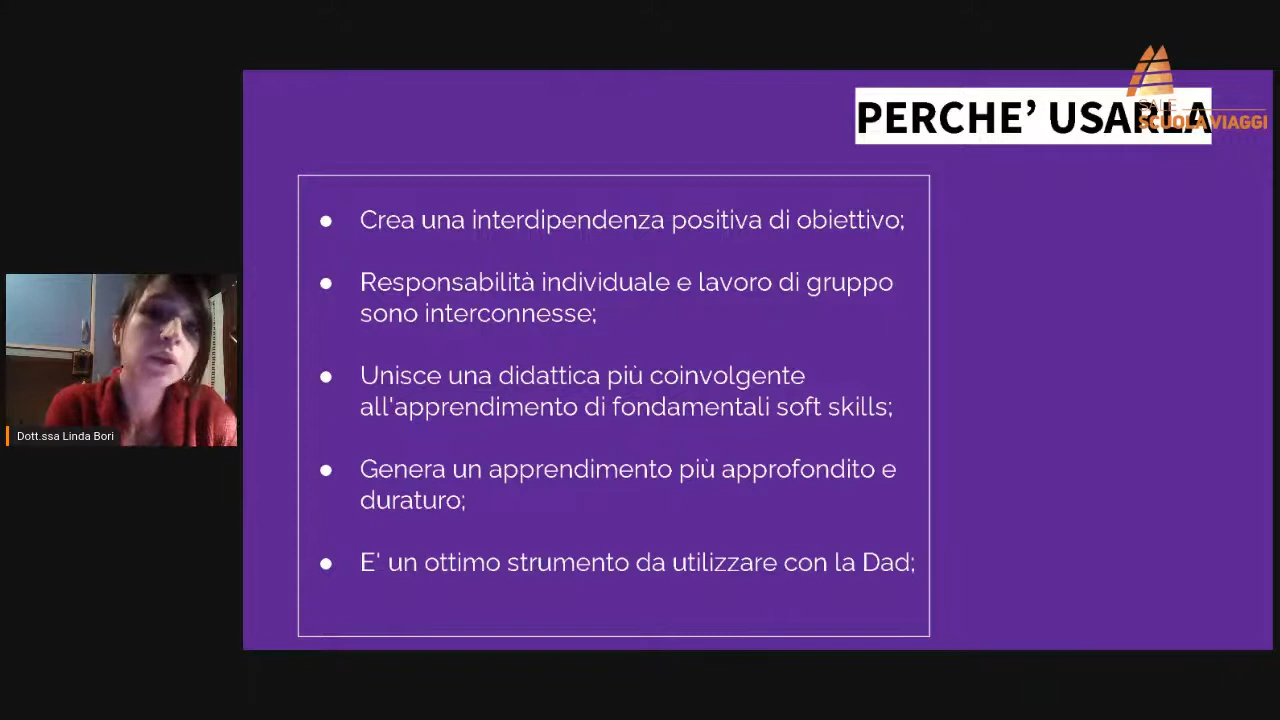 PERCHE’ USARLA
SALE
SCUOLAVIAGGI
● Crea una interdipendenza positiva di obiettivo;
● Responsabilità individuale e lavoro di gruppo
sono interconnesse;
● Unisce una didattica più coinvolgente
all'apprendimento di fondamentali soft skills;
● Genera un apprendimento più approfondito e
duraturo;
● E' un ottimo strumento da utilizzare con la Dad;
Dott.ssa Linda Bori